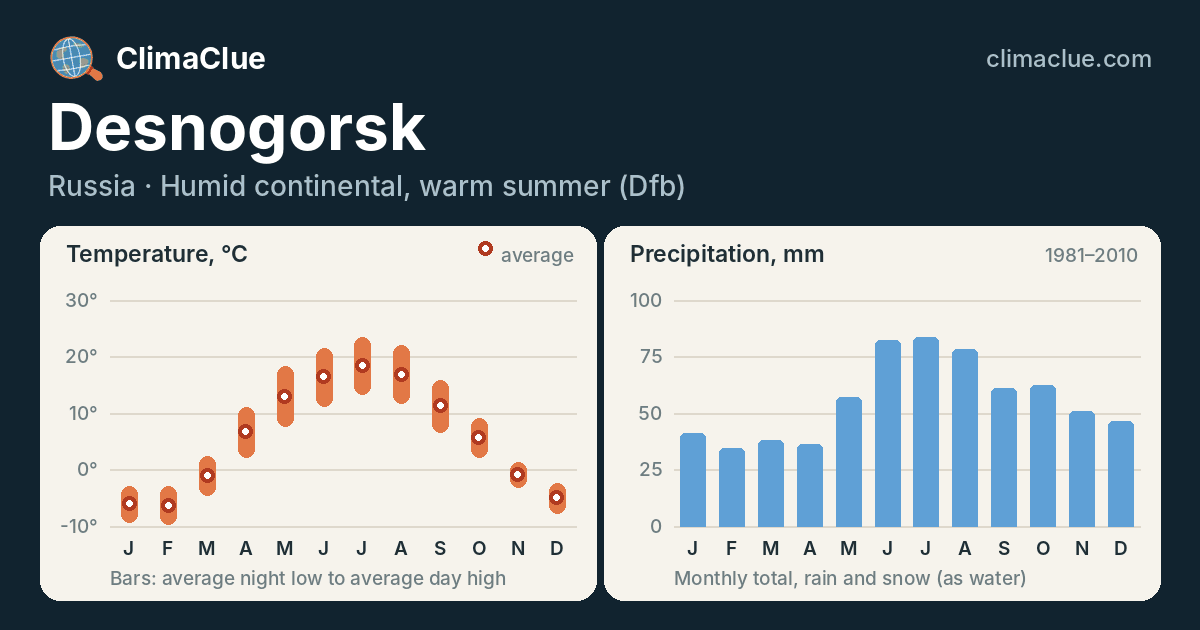 ClimaClue
climaclue.com
Desnogorsk
Russia · Humid continental, warm summer (Dfb)
Temperature, °C
average
30°
20°
10°
0°
-10°
J F M A M J J A S O N D
Bars: average night low to average day high
Precipitation, mm
1981–2010
100
75
50
25
0
J F M A M J J A S O N D
Monthly total, rain and snow (as water)